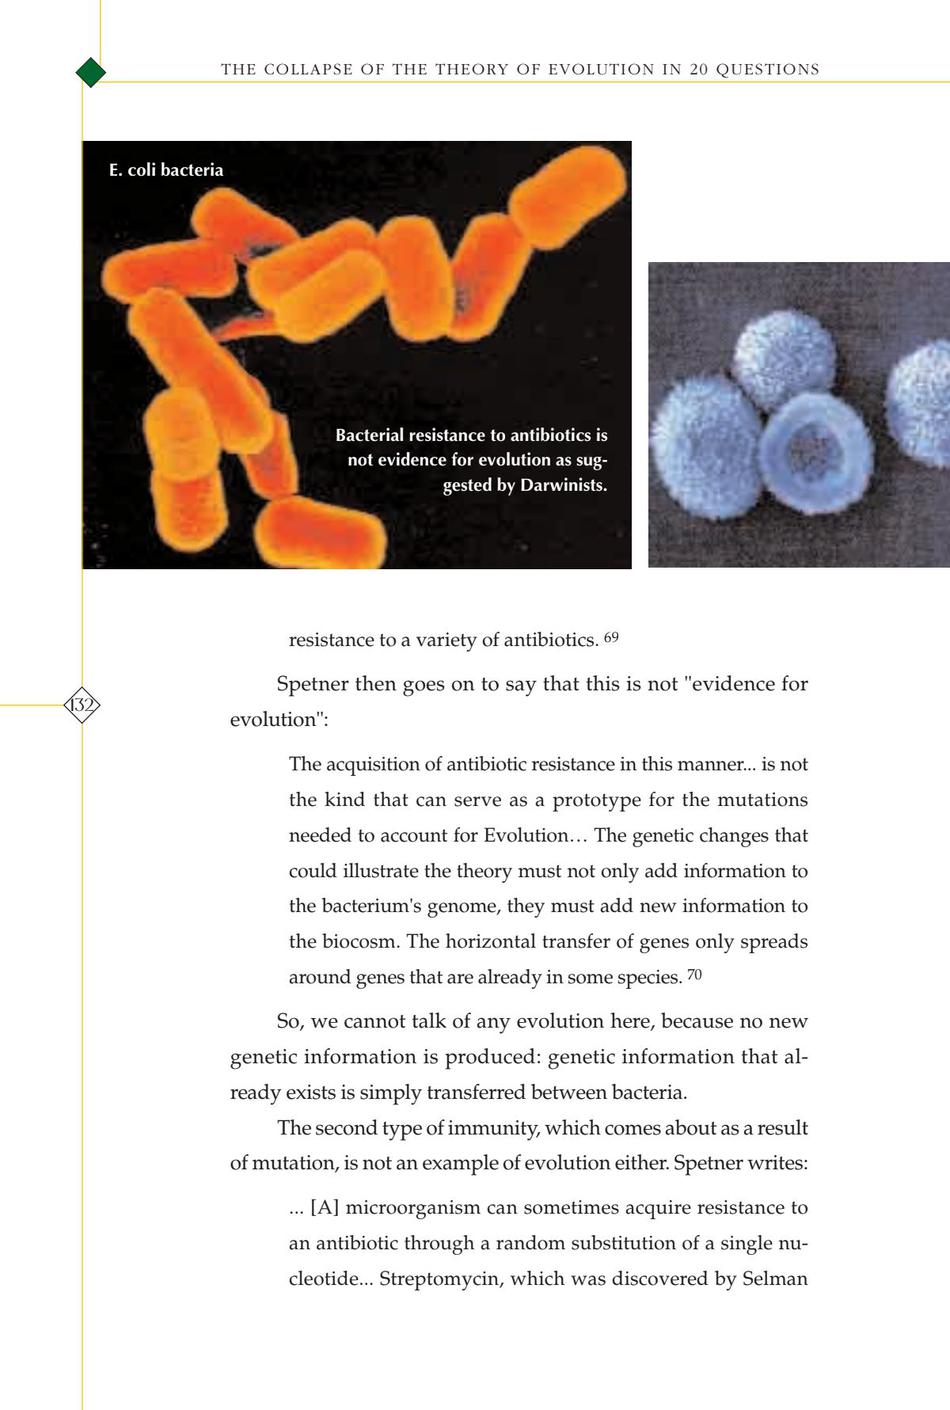 THE COLLAPSE OF THE THEORY OF EVOLUTION IN 20 QUESTIONS
E. coli bacteria
Bacterial resistance to antibiotics is
not evidence for evolution as sug-
gested by Darwinists.
resistance to a variety of antibiotics. 69
Spetner then goes on to say that this is not "evidence for
evolution":
132
The acquisition of antibiotic resistance in this manner... is not
the kind that can serve as a prototype for the mutations
needed to account for Evolution… The genetic changes that
could illustrate the theory must not only add information to
the bacterium's genome, they must add new information to
the biocosm. The horizontal transfer of genes only spreads
around genes that are already in some species. 70
So, we cannot talk of any evolution here, because no new
genetic information is produced: genetic information that al-
ready exists is simply transferred between bacteria.
The second type of immunity, which comes about as a result
of mutation, is not an example of evolution either. Spetner writes:
... [A] microorganism can sometimes acquire resistance to
an antibiotic through a random substitution of a single nu-
cleotide... Streptomycin, which was discovered by Selman